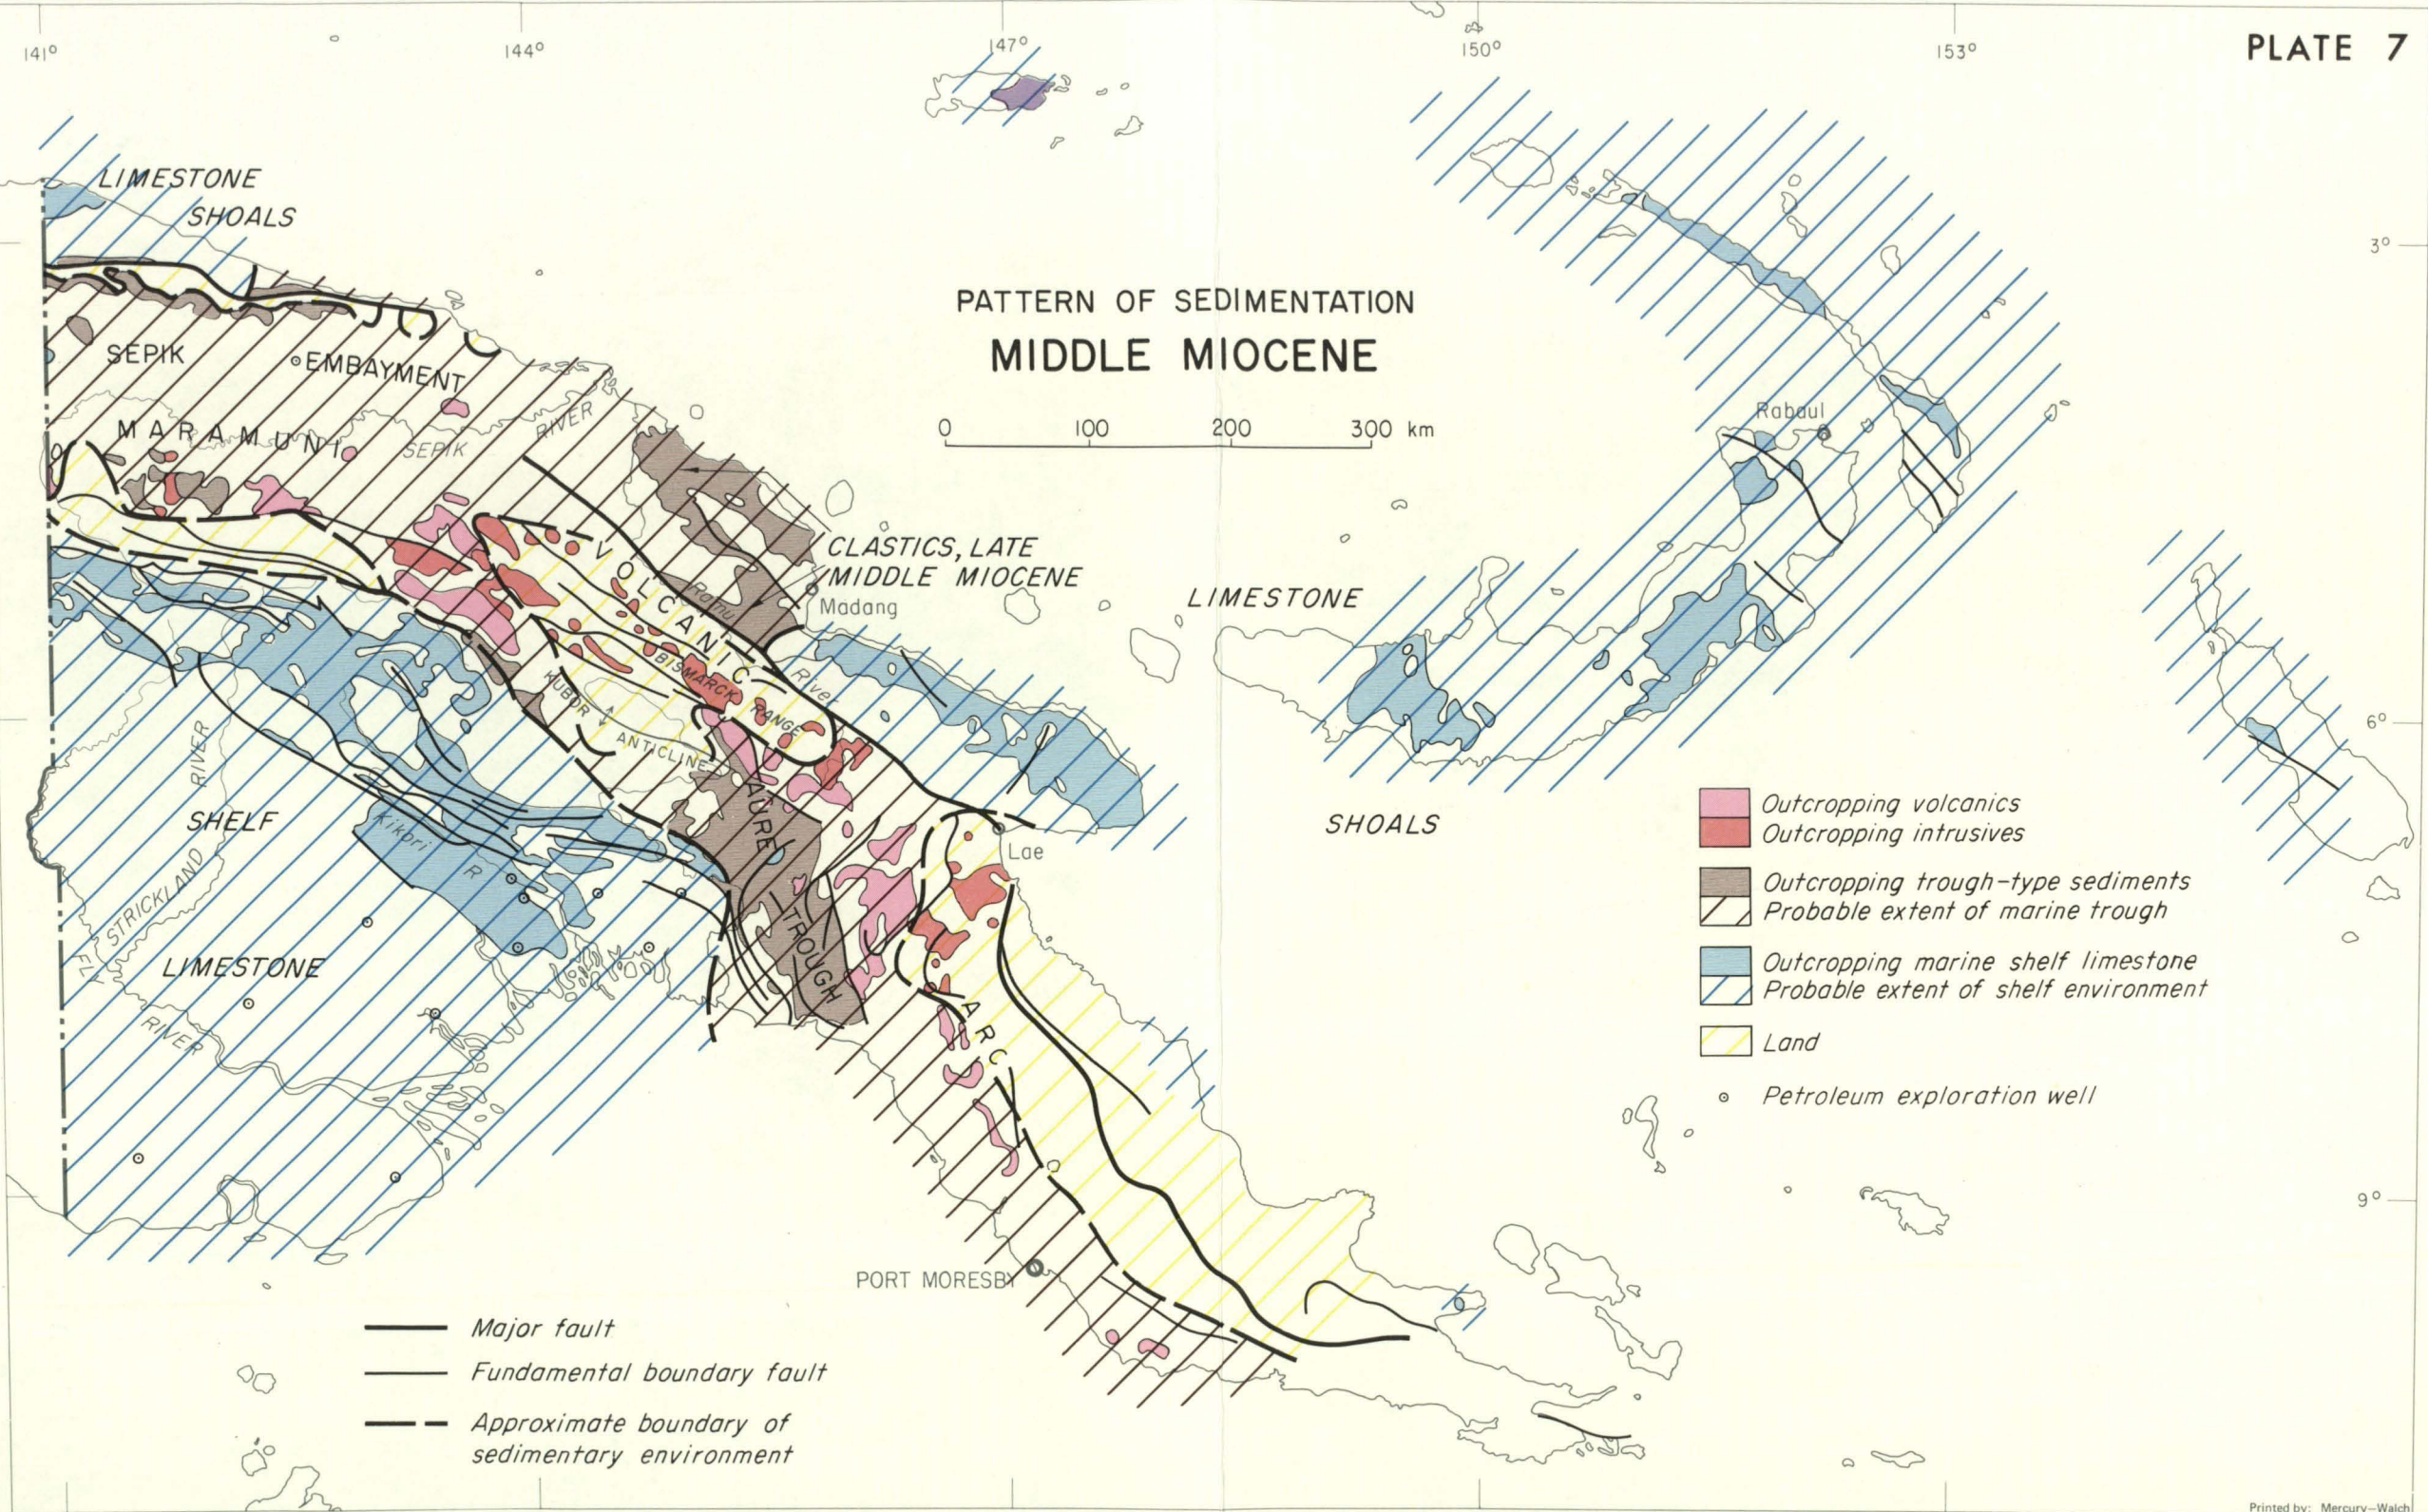 141°
144°
147°
150°
153°
PLATE 7
LIMESTONE
SHOALS
3°
PATTERN OF SEDIMENTATION
MIDDLE MIOCENE
0 100 200 300 km
SEPIK
EMBAYMENT
MARAMUNI
SEPIK
RIVER
Rabaul
VOLCANIC
CLASTICS, LATE
MIDDLE MIOCENE
Ramu
River
Madang
LIMESTONE
SHOALS
BISMARCK
RANGE
KUBOR
ANTICLINE
6°
AURE
TROUGH
Lae
RIVER
STRICKLAND
SHELF
LIMESTONE
Kikori
R
FLY
RIVER
ARC
Outcropping volcanics
Outcropping intrusives
Outcropping trough-type sediments
Probable extent of marine trough
Outcropping marine shelf limestone
Probable extent of shelf environment
Land
Petroleum exploration well
9°
PORT MORESBY
Major fault
Fundamental boundary fault
Approximate boundary of
sedimentary environment
Printed by: Mercury-Walch